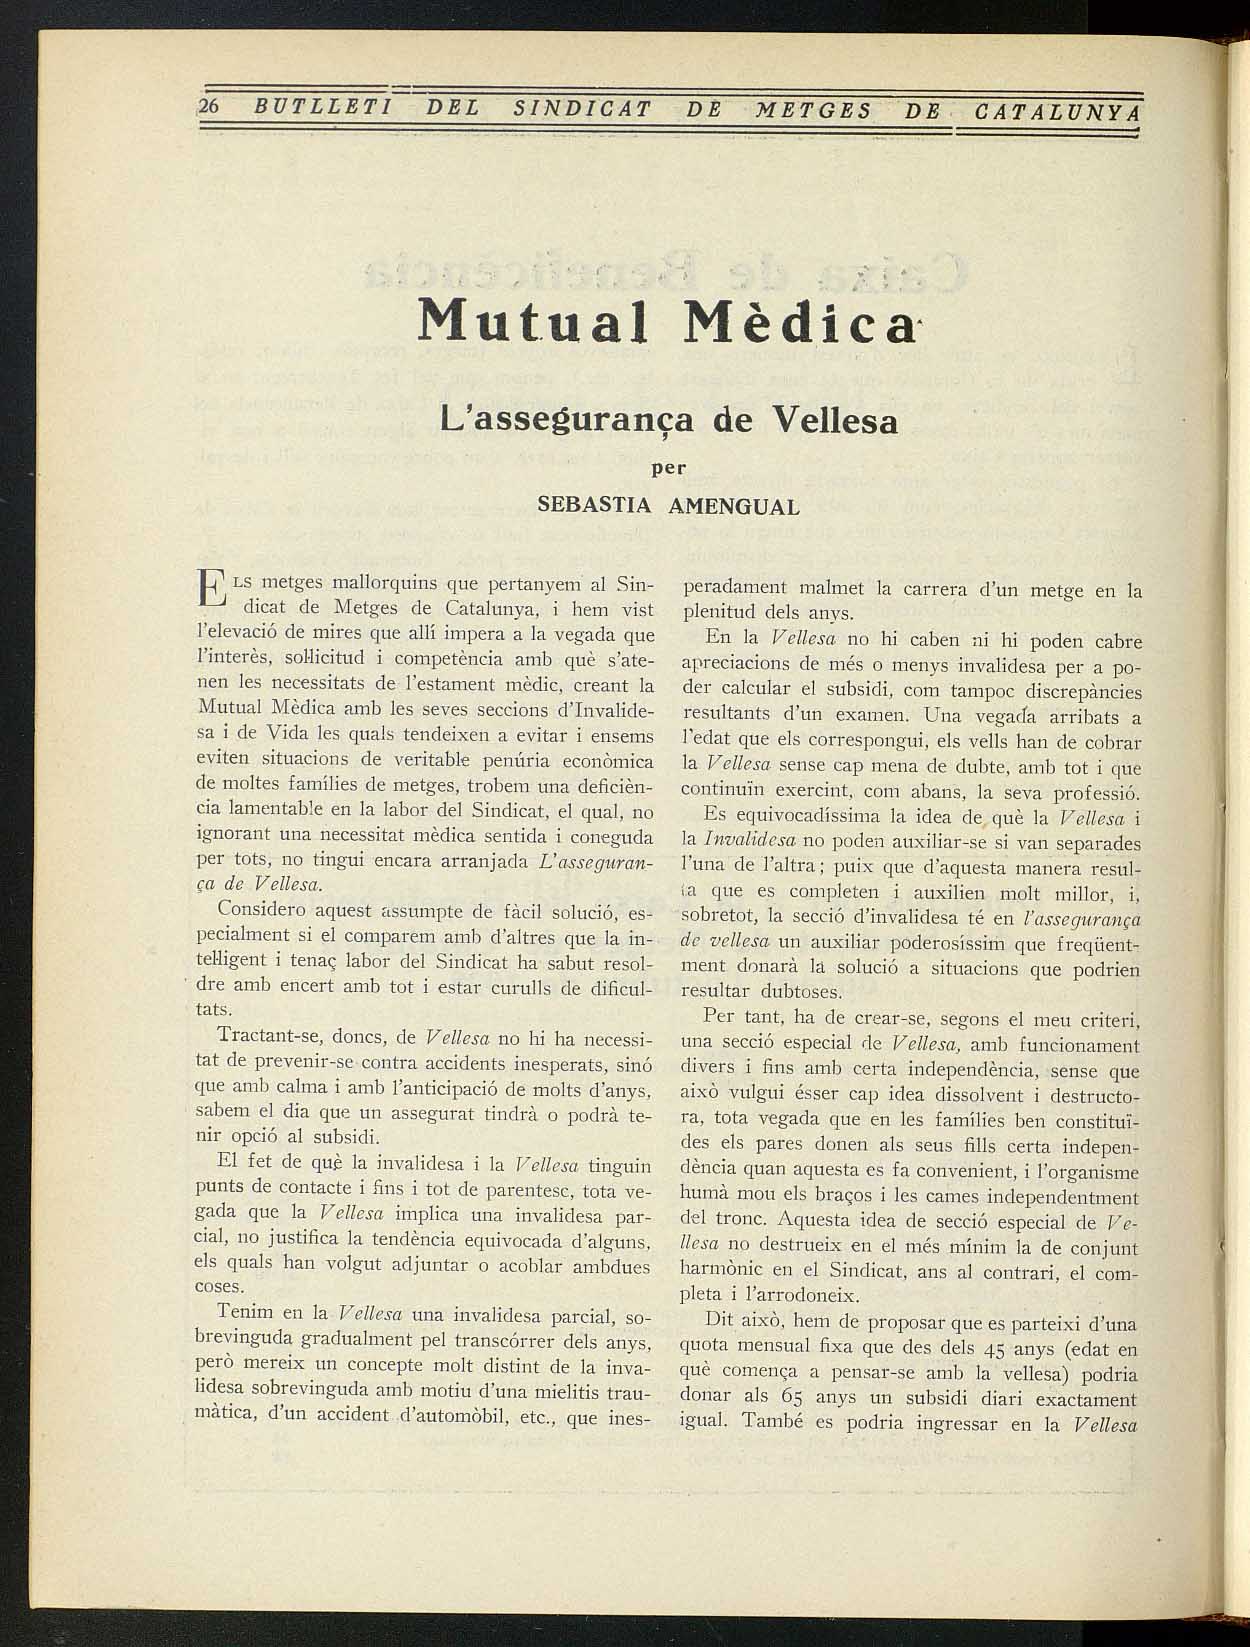 26 BUTLLETI DEL SINDICAT DE METGES DE CATALUNYA
Mutual Mèdica
L'assegurança de Vellesa
per
SEBASTIA AMENGUAL
ELS metges mallorquins que pertanyem al Sin-
dicat de Metges de Catalunya, i hem vist
l'elevació de mires que allí impera a la vegada que
l'interès, sol·licitud i competència amb què s'ate-
nen les necessitats de l'estament mèdic, creant la
Mutual Mèdica amb les seves seccions d'Invalide-
sa i de Vida les quals tendeixen a evitar i ensems
eviten situacions de veritable penúria econòmica
de moltes famílies de metges, trobem una deficièn-
cia lamentable en la labor del Sindicat, el qual, no
ignorant una necessitat mèdica sentida i coneguda
per tots, no tingui encara arranjada L'asseguran-
ça de Vellesa.
Considero aquest assumpte de fàcil solució, es-
pecialment si el comparem amb d'altres que la in-
tel·ligent i tenaç labor del Sindicat ha sabut resol-
dre amb encert amb tot i estar curulls de dificul-
tats.
Tractant-se, doncs, de Vellesa no hi ha necessi-
tat de prevenir-se contra accidents inesperats, sinó
que amb calma i amb l'anticipació de molts d'anys,
sabem el dia que un assegurat tindrà o podrà te-
nir opció al subsidi.
El fet de què la invalidesa i la Vellesa tinguin
punts de contacte i fins i tot de parentesc, tota ve-
gada que la Vellesa implica una invalidesa par-
cial, no justifica la tendència equivocada d'alguns,
els quals han volgut adjuntar o acoblar ambdues
coses.
Tenim en la Vellesa una invalidesa parcial, so-
brevinguda gradualment pel transcórrer dels anys,
però mereix un concepte molt distint de la inva-
lidesa sobrevinguda amb motiu d'una mielitis trau-
màtica, d'un accident d'automòbil, etc., que ines-
peradament malmet la carrera d'un metge en la
plenitud dels anys.
En la Vellesa no hi caben ni hi poden cabre
apreciacions de més o menys invalidesa per a po-
der calcular el subsidi, com tampoc discrepàncies
resultants d'un examen. Una vegada arribats a
l'edat que els correspongui, els vells han de cobrar
la Vellesa sense cap mena de dubte, amb tot i que
continuïn exercint, com abans, la seva professió.
Es equivocadíssima la idea de què la Vellesa i
la Invalidesa no poden auxiliar-se si van separades
l'una de l'altra; puix que d'aquesta manera resul-
ta que es completen i auxilien molt millor, i,
sobretot, la secció d'invalidesa té en l'assegurança
de vellesa un auxiliar poderosíssim que freqüent-
ment donarà la solució a situacions que podrien
resultar dubtoses.
Per tant, ha de crear-se, segons el meu criteri,
una secció especial de Vellesa, amb funcionament
divers i fins amb certa independència, sense que
això vulgui ésser cap idea dissolvent i destructo-
ra, tota vegada que en les famílies ben constituï-
des els pares donen als seus fills certa indepen-
dència quan aquesta es fa convenient, i l'organisme
humà mou els braços i les cames independentment
del tronc. Aquesta idea de secció especial de Ve-
llesa no destrueix en el més mínim la de conjunt
harmònic en el Sindicat, ans al contrari, el com-
pleta i l'arrodoneix.
Dit això, hem de proposar que es parteixi d'una
quota mensual fixa que des dels 45 anys (edat en
què comença a pensar-se amb la vellesa) podria
donar als 65 anys un subsidi diari exactament
igual. També es podria ingressar en la Vellesa